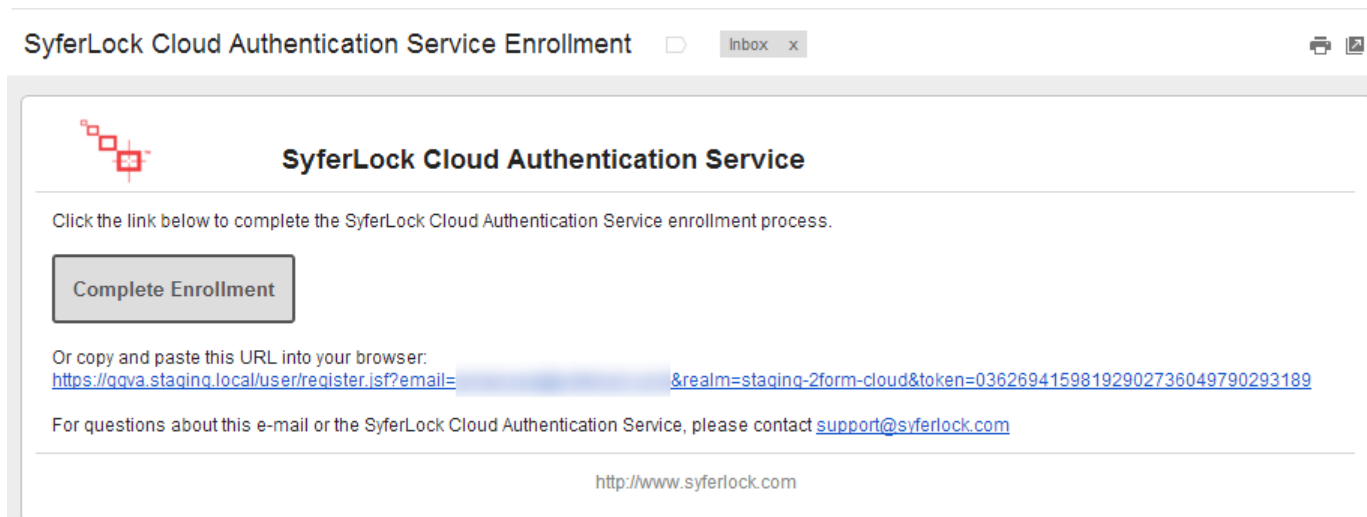 SyferLock Cloud Authentication Service Enrollment Inbox x
SyferLock Cloud Authentication Service
Click the link below to complete the SyferLock Cloud Authentication Service enrollment process.
Complete Enrollment
Or copy and paste this URL into your browser:
https://gqva.staging.local/user/register.jsf?email= &realm=staging-2form-cloud&token=03626941598192902736049790293189
For questions about this e-mail or the SyferLock Cloud Authentication Service, please contact support@syferlock.com
http://www.syferlock.com